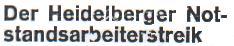 Der Heidelberger Not-
standsarbeiterstreik